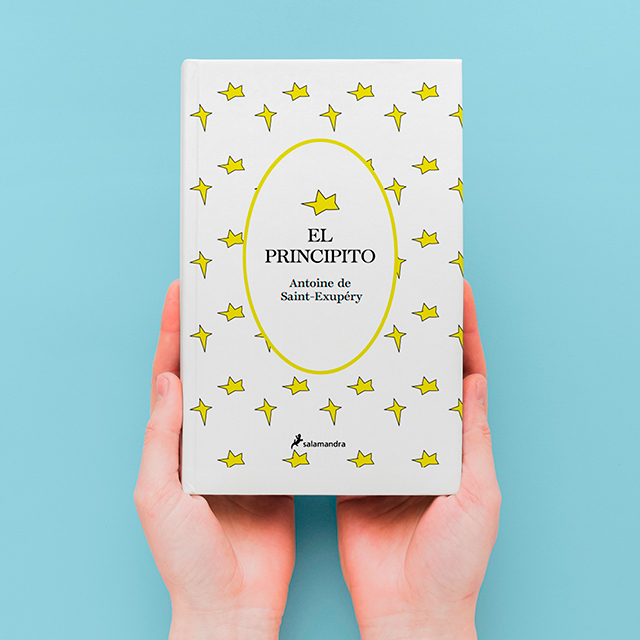 EL
PRINCIPITO
Antoine de
Saint-Exupéry
salamandra